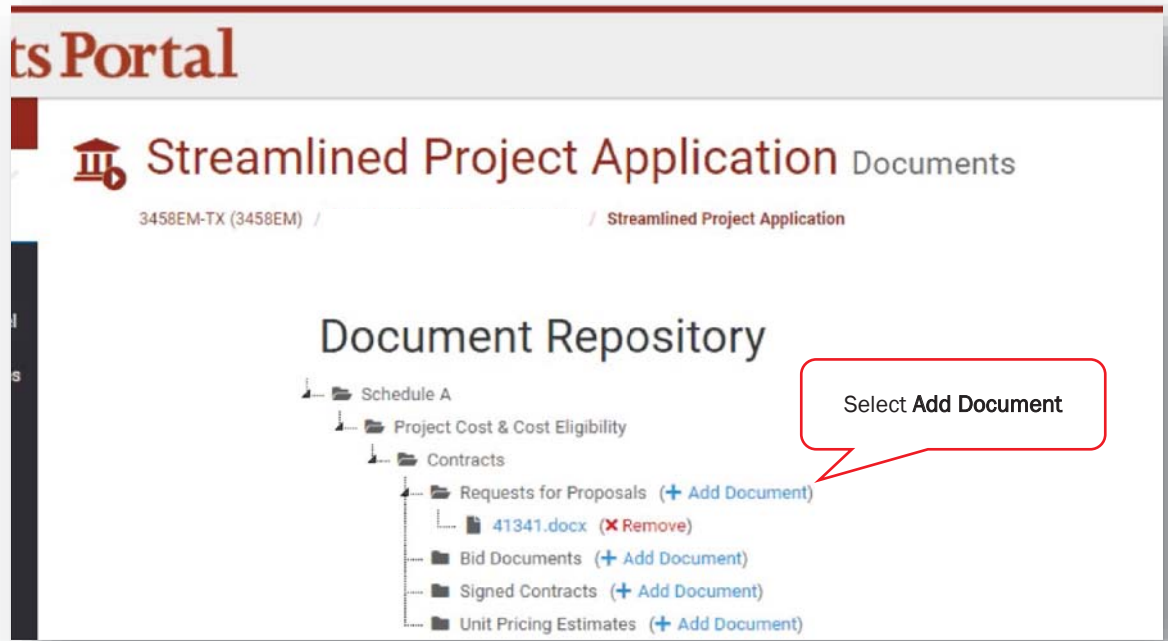 ts Portal
Streamlined Project Application Documents
3458EM-TX (3458EM) / / Streamlined Project Application
Document Repository
Schedule A
Select Add Document
Project Cost & Cost Eligibility
Contracts
Requests for Proposals (+ Add Document)
41341.docx (✖ Remove)
Bid Documents (+ Add Document)
Signed Contracts (+ Add Document)
Unit Pricing Estimates (+ Add Document)
l
s